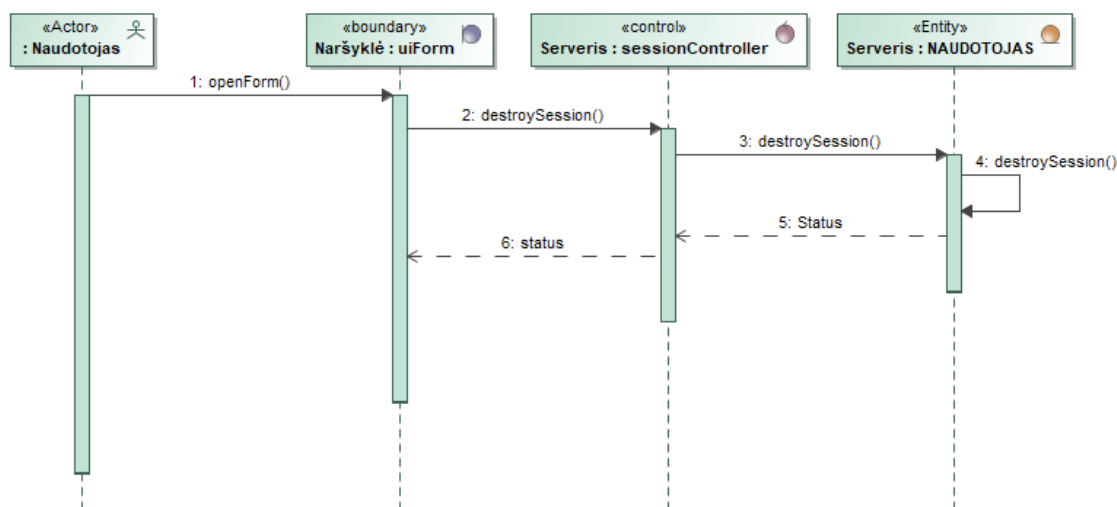 «Actor»
: Naudotojas
«boundary»
Naršyklė : uiForm
«control»
Serveris : sessionController
«Entity»
Serveris : NAUDOTOJAS
1: openForm()
2: destroySession()
3: destroySession()
4: destroySession()
5: Status
6: status